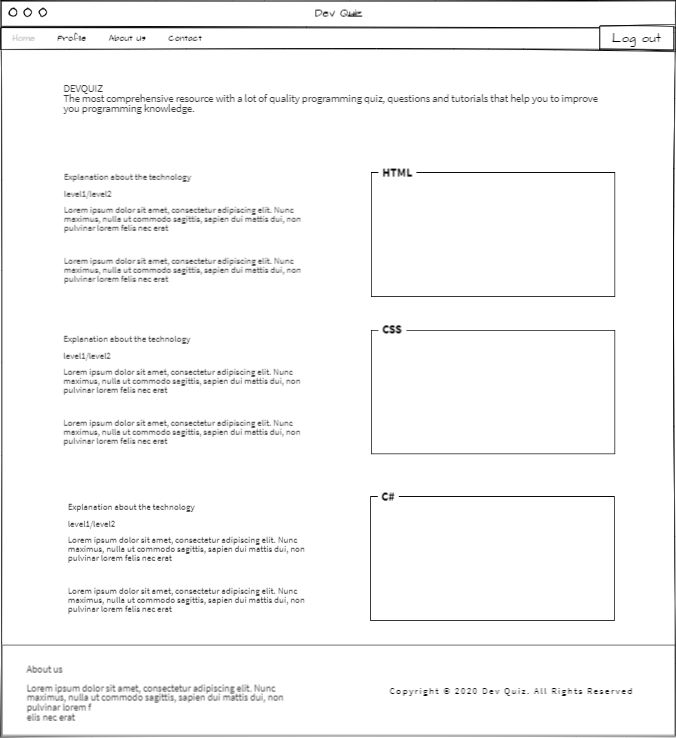 Dev Quiz
Home Profile About us Contact Log out
DEVQUIZ
The most comprehensive resource with a lot of quality programming quiz, questions and tutorials that help you to improve
you programming knowledge.
Explanation about the technology
level1/level2
Lorem ipsum dolor sit amet, consectetur adipiscing elit. Nunc
maximus, nulla ut commodo sagittis, sapien dui mattis dui, non
pulvinar lorem felis nec erat
Lorem ipsum dolor sit amet, consectetur adipiscing elit. Nunc
maximus, nulla ut commodo sagittis, sapien dui mattis dui, non
pulvinar lorem felis nec erat
HTML
Explanation about the technology
level1/level2
Lorem ipsum dolor sit amet, consectetur adipiscing elit. Nunc
maximus, nulla ut commodo sagittis, sapien dui mattis dui, non
pulvinar lorem felis nec erat
Lorem ipsum dolor sit amet, consectetur adipiscing elit. Nunc
maximus, nulla ut commodo sagittis, sapien dui mattis dui, non
pulvinar lorem felis nec erat
CSS
Explanation about the technology
level1/level2
Lorem ipsum dolor sit amet, consectetur adipiscing elit. Nunc
maximus, nulla ut commodo sagittis, sapien dui mattis dui, non
pulvinar lorem felis nec erat
Lorem ipsum dolor sit amet, consectetur adipiscing elit. Nunc
maximus, nulla ut commodo sagittis, sapien dui mattis dui, non
pulvinar lorem felis nec erat
C#
About us
Lorem ipsum dolor sit amet, consectetur adipiscing elit. Nunc
maximus, nulla ut commodo sagittis, sapien dui mattis dui, non
pulvinar lorem f
elis nec erat
Copyright © 2020 Dev Quiz. All Rights Reserved